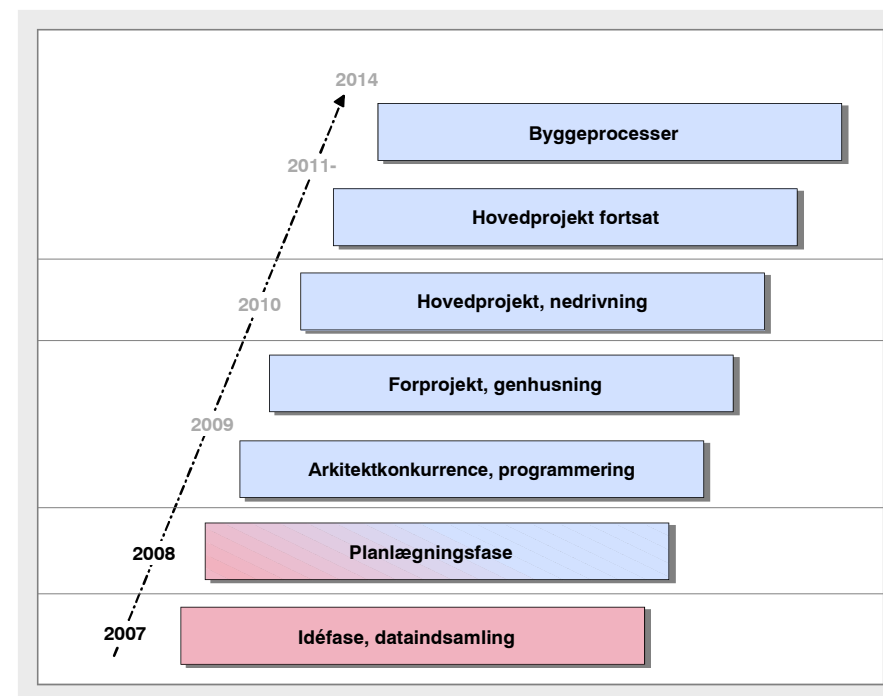 2014
Byggeprocesser
2011-
Hovedprojekt fortsat
2010
Hovedprojekt, nedrivning
Forprojekt, genhusning
2009
Arkitektkonkurrence, programmering
2008
Planlægningsfase
2007
Idéfase, dataindsamling